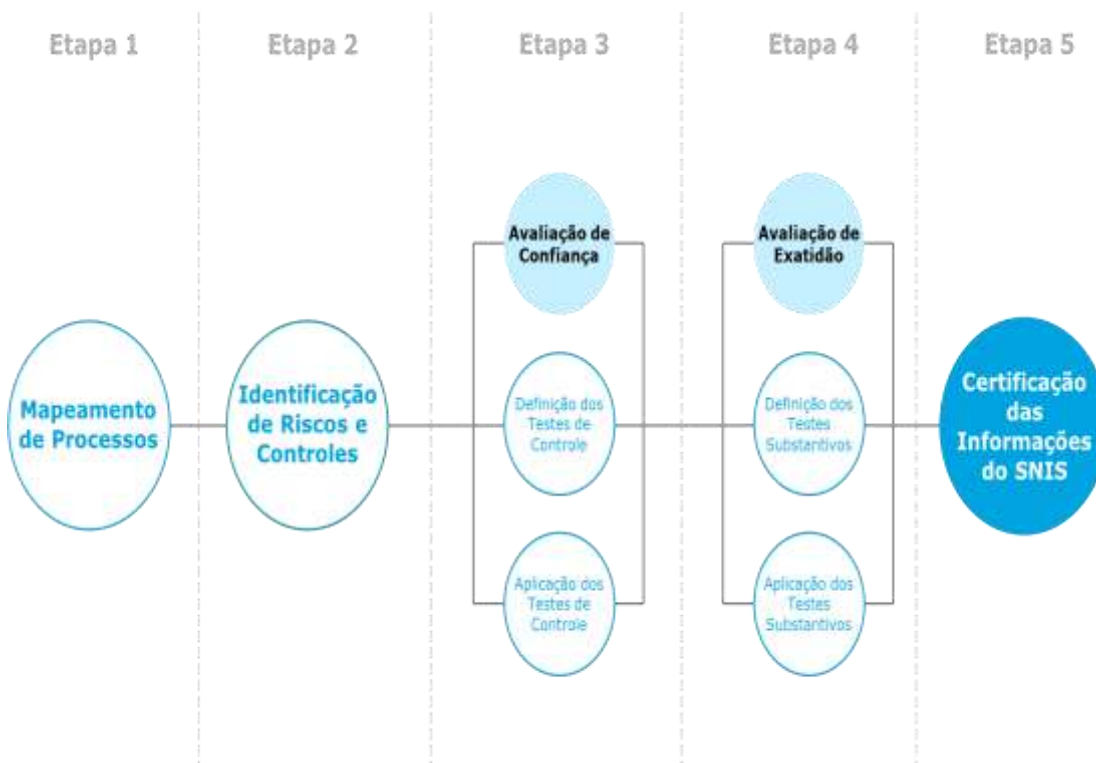 Etapa 1
Etapa 2
Etapa 3
Etapa 4
Etapa 5
Mapeamento
de Processos
Identificação
de Riscos e
Controles
Avaliação de
Confiança
Definição dos
Testes de
Controle
Aplicação dos
Testes de
Controle
Avaliação de
Exatidão
Definição dos
Testes
Substantivos
Aplicação dos
Testes
Substantivos
Certificação
das
Informações
do SNIS